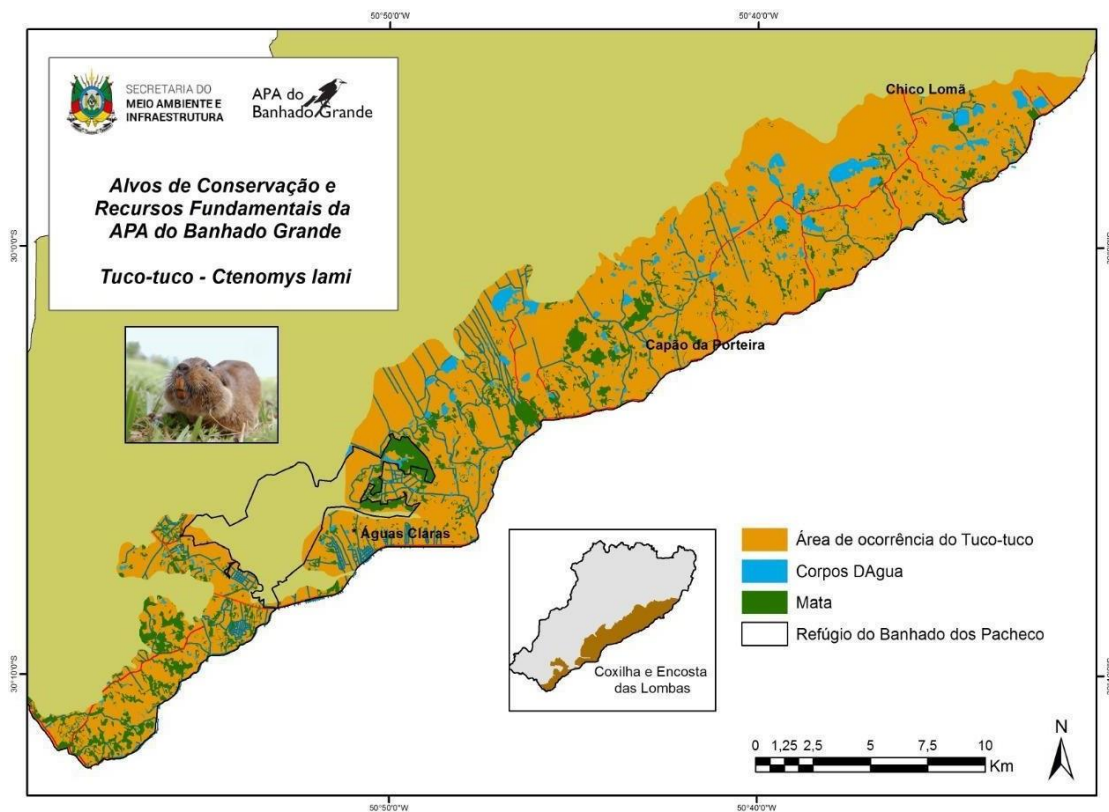 50°50'0"W
50°40'0"W
SECRETARIA DO
MEIO AMBIENTE E
INFRAESTRUTURA
APA do
Banhado Grande
Alvos de Conservação e
Recursos Fundamentais da
APA do Banhado Grande
Tuco-tuco - Ctenomys lami
Chico Lomã
30°0'0"S
Capão da Porteira
Águas Claras
Área de ocorrência do Tuco-tuco
Corpos DAgua
Mata
Refúgio do Banhado dos Pacheco
Coxilha e Encosta
das Lombas
30°10'0"S
0 1,25 2,5 5 7,5 10
Km
N
50°50'0"W
50°40'0"W